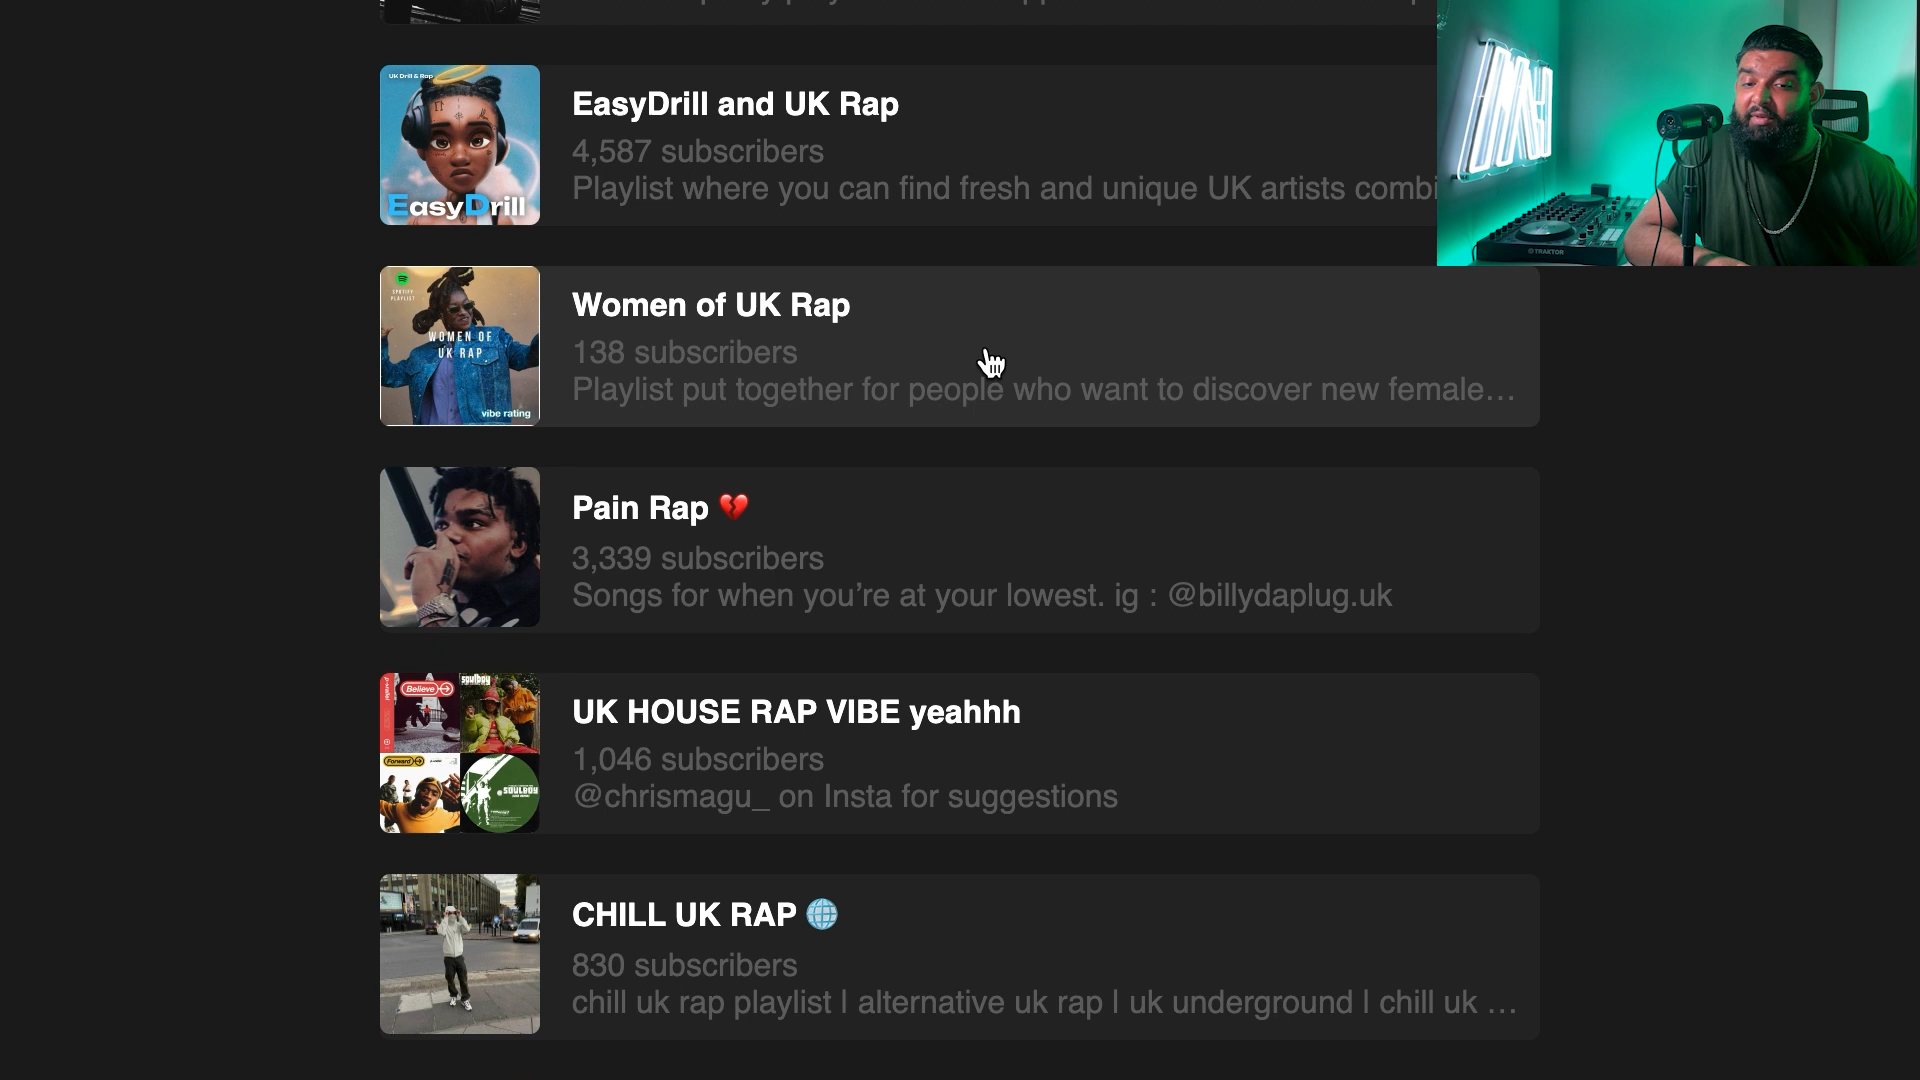 UK Drill & Rap
EasyDrill
EasyDrill and UK Rap
4,587 subscribers
Playlist where you can find fresh and unique UK artists combi
TRAKTOR
SPOTIFY
PLAYLIST
WOMEN OF
UK RAP
vibe rating
Women of UK Rap
138 subscribers
Playlist put together for people who want to discover new female…
Pain Rap 💔
3,339 subscribers
Songs for when you’re at your lowest. ig : @billydaplug.uk
Believe
soulboy
Forward
SOULBOY
UK HOUSE RAP VIBE yeahhh
1,046 subscribers
@chrismagu_ on Insta for suggestions
CHILL UK RAP 🌐
830 subscribers
chill uk rap playlist | alternative uk rap | uk underground | chill uk …